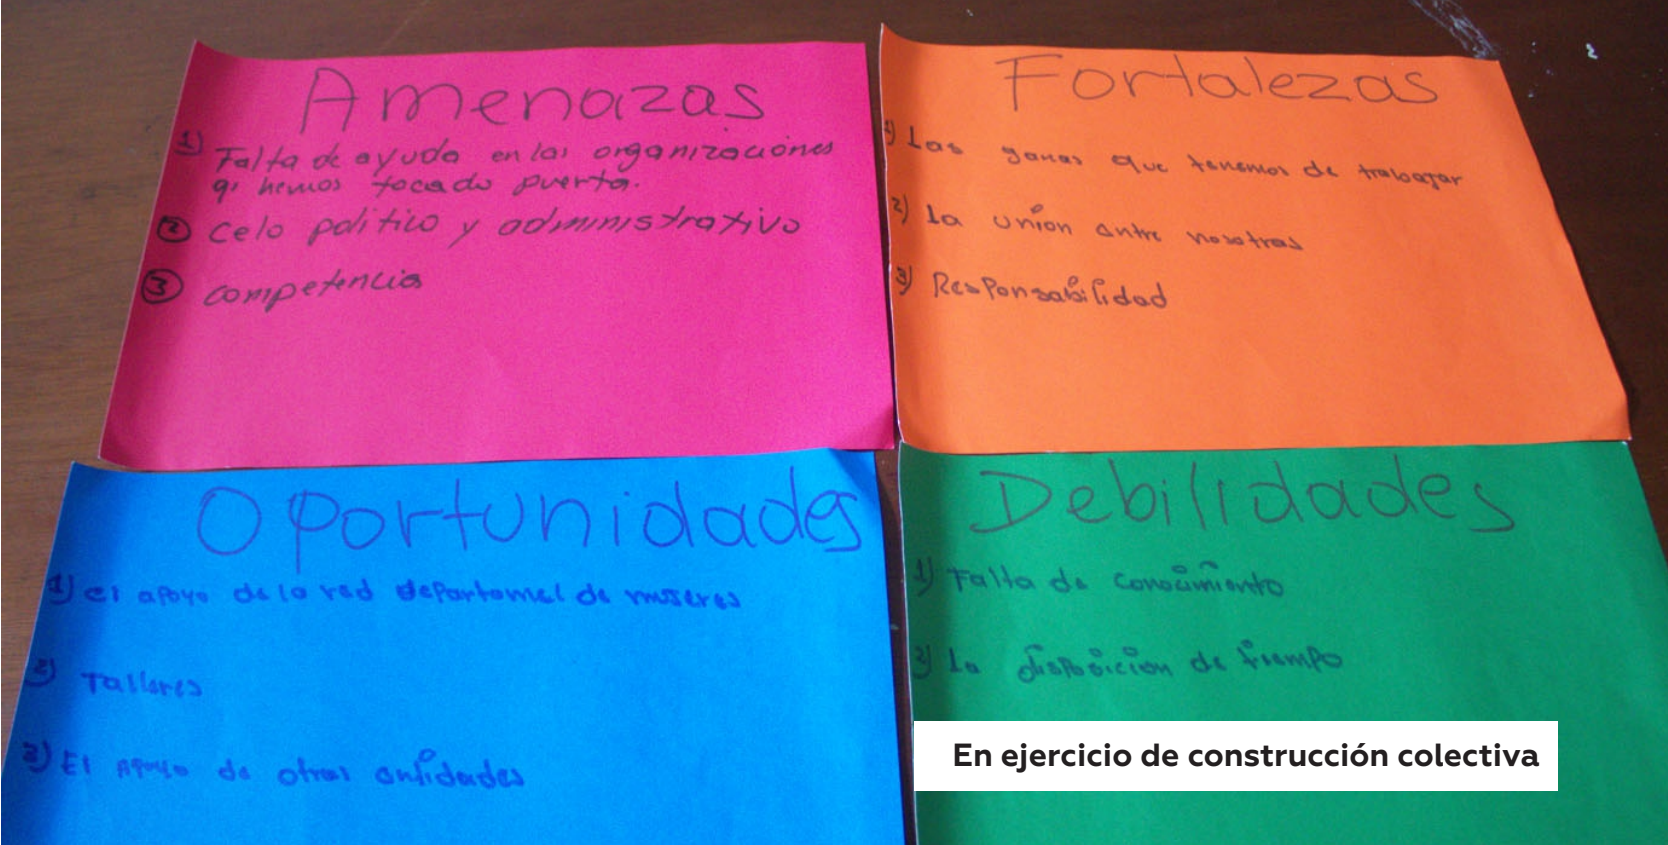 Amenazas
1) Falta de ayuda en las organizaciones
q' hemos tocado puerta.
2 Celo politico y administrativo
3 competencia
Fortalezas
1) Las ganas que tenemos de trabajar
2) La union entre nosotras
3) Responsabilidad
Oportunidades
1) El apoyo de la red departamel de mujeres
2) Talleres
3) El apoyo de otras entidades
Debilidades
1) Falta de conocimiento
2) La disposicion de tiempo
En ejercicio de construcción colectiva